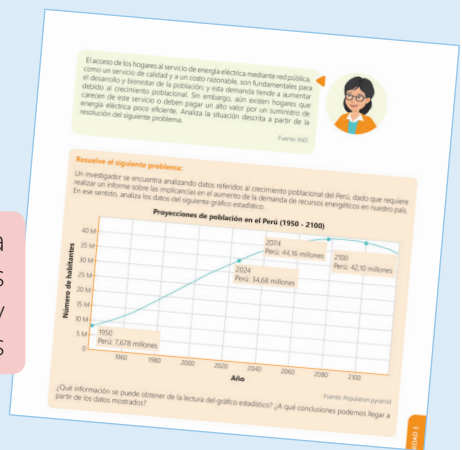 El acceso de los hogares al servicio de energía eléctrica mediante red pública,
como un servicio de calidad y a un costo razonable, son fundamentales para
el desarrollo y bienestar de la población; y esta demanda tiende a aumentar
debido al crecimiento poblacional. Sin embargo, aún existen hogares que
carecen de este servicio o deben pagar un alto valor por un suministro de
energía eléctrica poco eficiente. Analiza la situación descrita a partir de la
resolución del siguiente problema.
Fuente: INEI
Resuelve el siguiente problema:
Un investigador se encuentra analizando datos referidos al crecimiento poblacional del Perú, dado que requiere
realizar un informe sobre las implicancias en el aumento de la demanda de recursos energéticos en nuestro país.
En ese sentido, analiza los datos del siguiente gráfico estadístico.
Proyecciones de población en el Perú (1950 - 2100)
Número de habitantes
40 M
35 M
30 M
25 M
20 M
15 M
10 M
5 M
0
1950
Perú: 7,678 millones
2024
Perú: 34,68 millones
2074
Perú: 44,16 millones
2100
Perú: 42,10 millones
1960
1980
2000
2020
2040
2060
2080
2100
Año
Fuente: Population pyramid
¿Qué información se puede obtener de la lectura del gráfico estadístico? ¿A qué conclusiones podemos llegar a
partir de los datos mostrados?
a
s
y
s